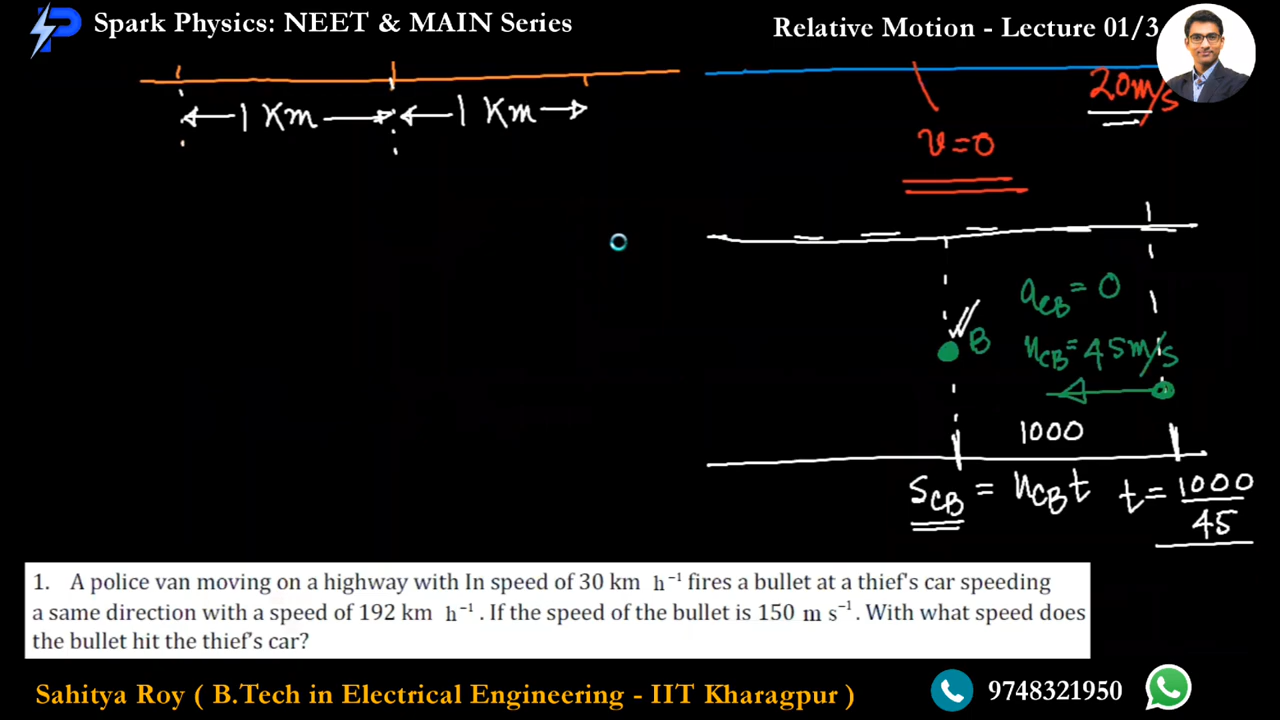 Spark Physics: NEET & MAIN Series
Relative Motion - Lecture 01/3
1 Km
1 Km
20m/s
v=0
a_CB = 0
B
u_CB = 45m/s
1000
S_CB = u_CB t
t = 1000/45
1. A police van moving on a highway with In speed of 30 km h⁻¹ fires a bullet at a thief's car speeding
a same direction with a speed of 192 km h⁻¹. If the speed of the bullet is 150 m s⁻¹. With what speed does
the bullet hit the thief's car?
Sahitya Roy ( B.Tech in Electrical Engineering - IIT Kharagpur )
9748321950